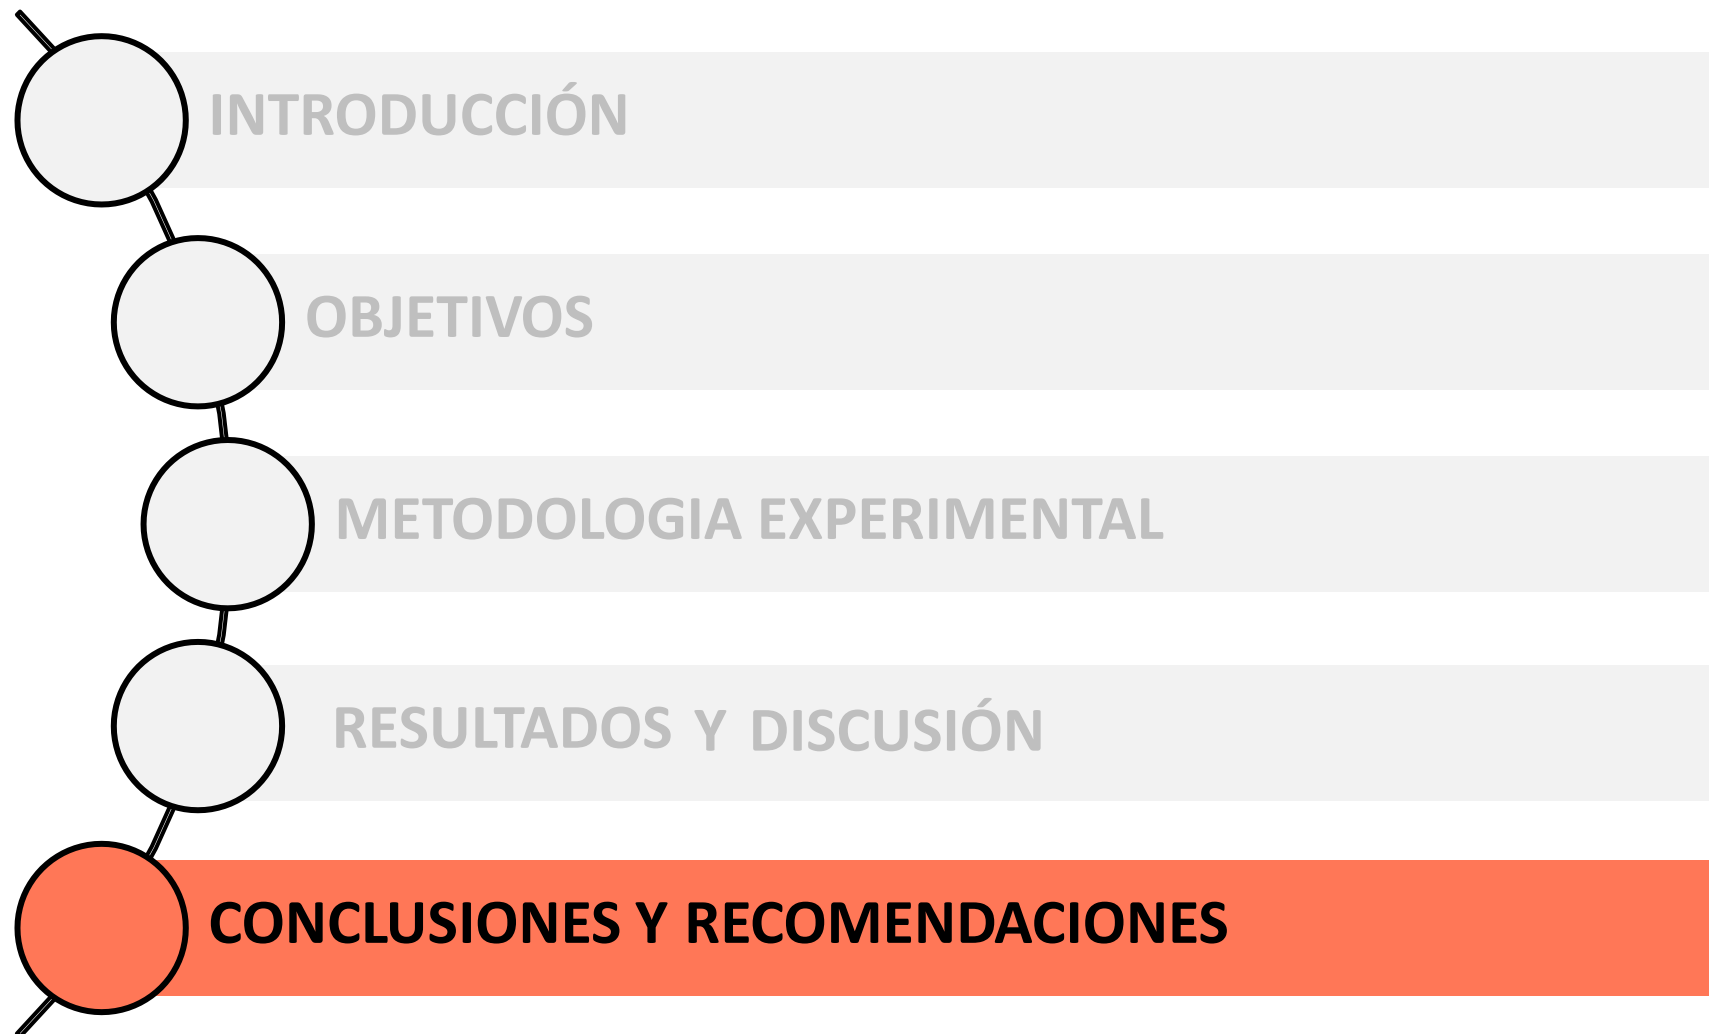 INTRODUCCIÓN
OBJETIVOS
METODOLOGIA EXPERIMENTAL
RESULTADOS Y DISCUSIÓN
CONCLUSIONES Y RECOMENDACIONES